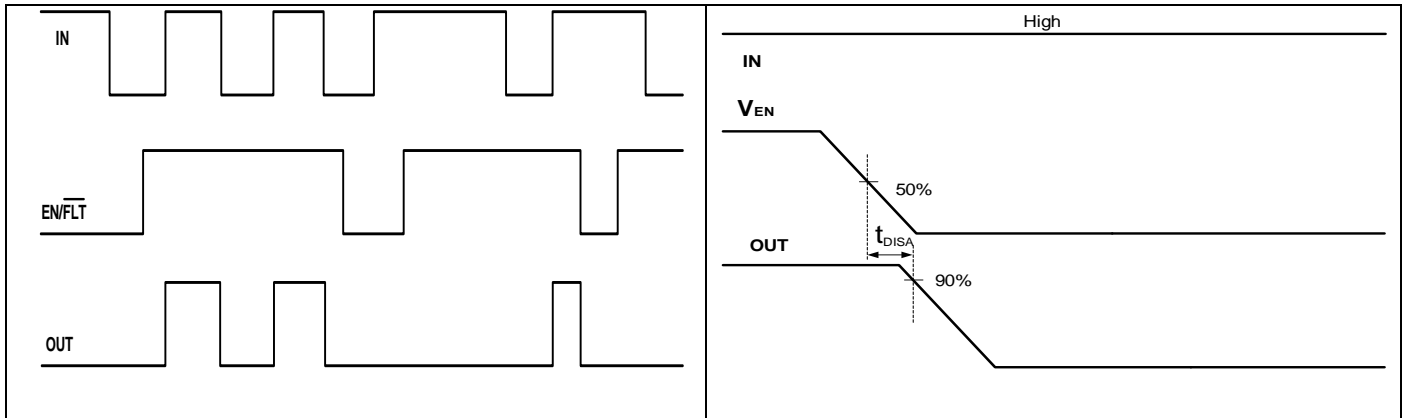 IN
EN/FLT
OUT
High
IN
VEN
50%
tDISA
OUT
90%